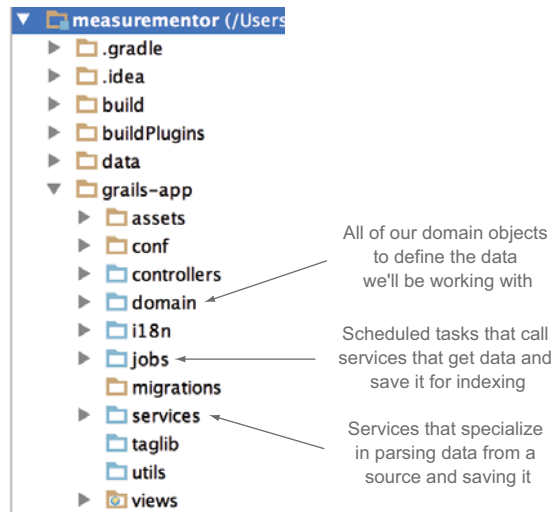 measurementor (/Users
.gradle
.idea
build
buildPlugins
data
grails-app
assets
conf
controllers
domain
i18n
jobs
migrations
services
taglib
utils
views
All of our domain objects
to define the data
we'll be working with
Scheduled tasks that call
services that get data and
save it for indexing
Services that specialize
in parsing data from a
source and saving it